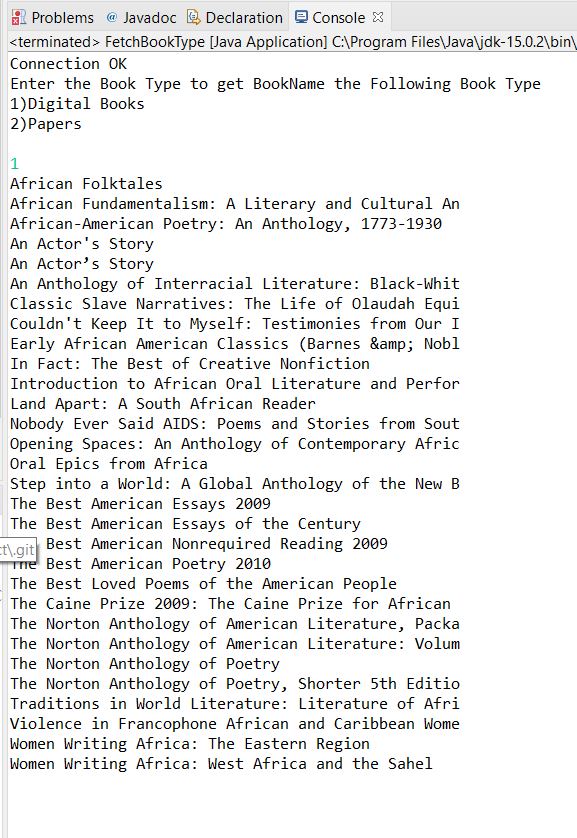 Problems @ Javadoc Declaration Console
<terminated> FetchBookType [Java Application] C:\Program Files\Java\jdk-15.0.2\bin\
Connection OK
Enter the Book Type to get BookName the Following Book Type
1)Digital Books
2)Papers
1
African Folktales
African Fundamentalism: A Literary and Cultural An
African-American Poetry: An Anthology, 1773-1930
An Actor's Story
An Actor’s Story
An Anthology of Interracial Literature: Black-Whit
Classic Slave Narratives: The Life of Olaudah Equi
Couldn't Keep It to Myself: Testimonies from Our I
Early African American Classics (Barnes &amp; Nobl
In Fact: The Best of Creative Nonfiction
Introduction to African Oral Literature and Perfor
Land Apart: A South African Reader
Nobody Ever Said AIDS: Poems and Stories from Sout
Opening Spaces: An Anthology of Contemporary Afric
Oral Epics from Africa
Step into a World: A Global Anthology of the New B
The Best American Essays 2009
The Best American Essays of the Century
ct\.git Best American Nonrequired Reading 2009
The Best American Poetry 2010
The Best Loved Poems of the American People
The Caine Prize 2009: The Caine Prize for African
The Norton Anthology of American Literature, Packa
The Norton Anthology of American Literature: Volum
The Norton Anthology of Poetry
The Norton Anthology of Poetry, Shorter 5th Editio
Traditions in World Literature: Literature of Afri
Violence in Francophone African and Caribbean Wome
Women Writing Africa: The Eastern Region
Women Writing Africa: West Africa and the Sahel